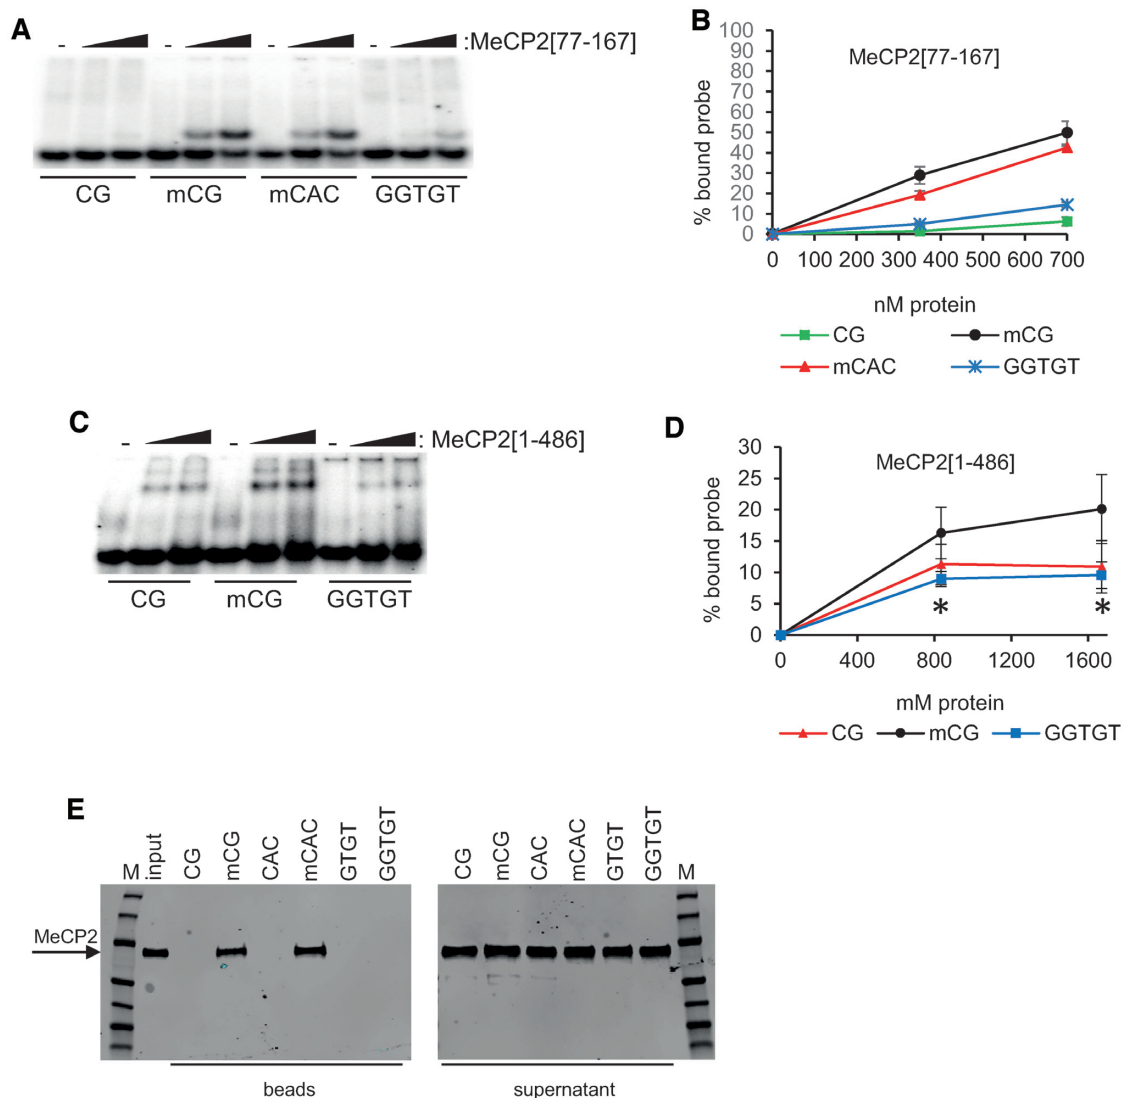 A
- - - - :MeCP2[77-167]
CG mCG mCAC GGTGT
B
MeCP2[77-167]
% bound probe
100
90
80
70
60
50
40
30
20
10
0
0 100 200 300 400 500 600 700
nM protein
CG mCG
mCAC GGTGT
C
- - - : MeCP2[1-486]
CG mCG GGTGT
D
MeCP2[1-486]
% bound probe
30
25
20
15
10
5
0
* *
0 400 800 1200 1600
mM protein
CG mCG GGTGT
E
M input CG mCG CAC mCAC GTGT GGTGT
CG mCG CAC mCAC GTGT GGTGT M
MeCP2
beads
supernatant